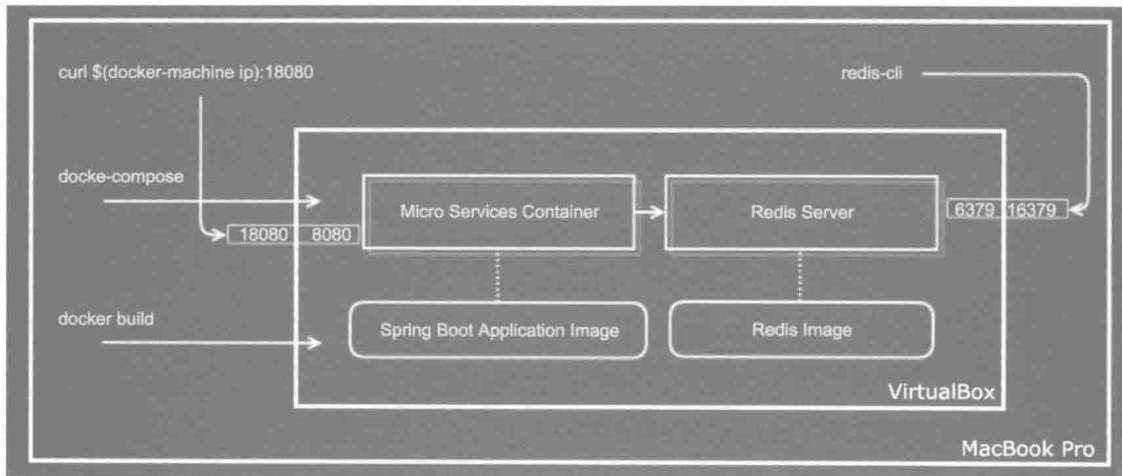 curl $(docker-machine ip):18080
redis-cli
docke-compose
Micro Services Container
Redis Server
18080 8080
6379 16379
docker build
Spring Boot Application Image
Redis Image
VirtualBox
MacBook Pro